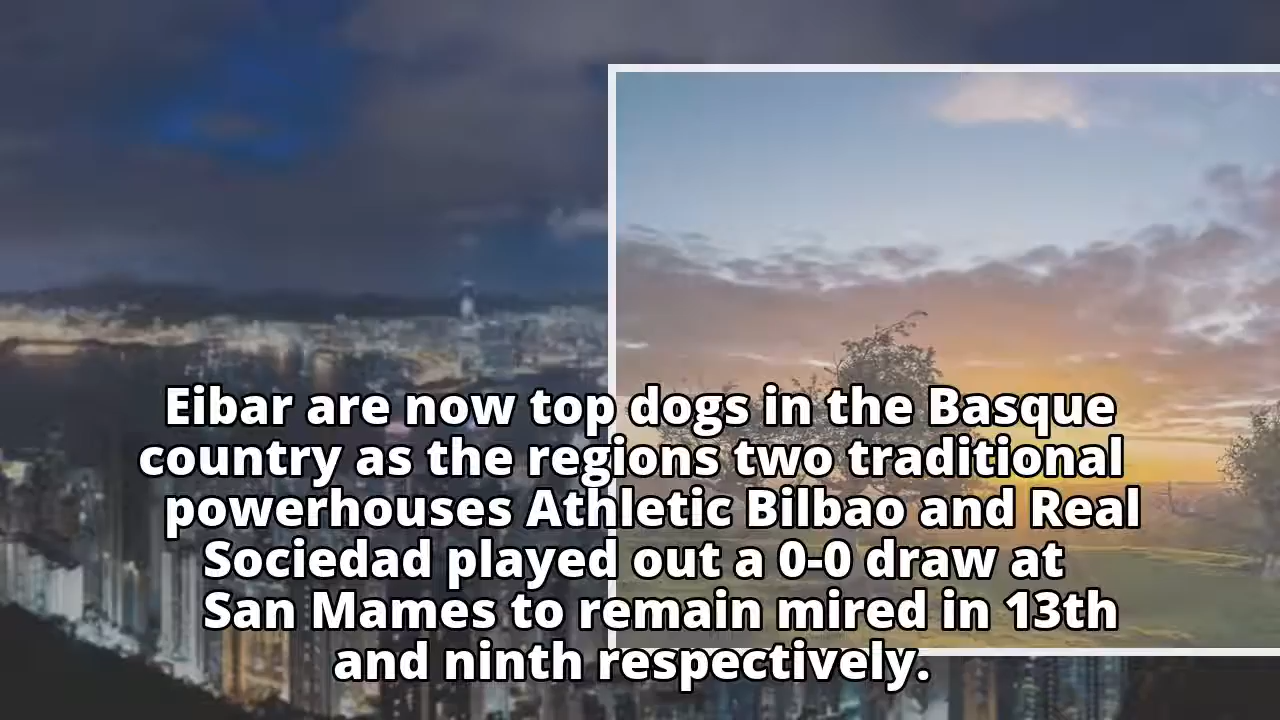 Eibar are now top dogs in the Basque
country as the regions two traditional
powerhouses Athletic Bilbao and Real
Sociedad played out a 0-0 draw at
San Mames to remain mired in 13th
and ninth respectively.